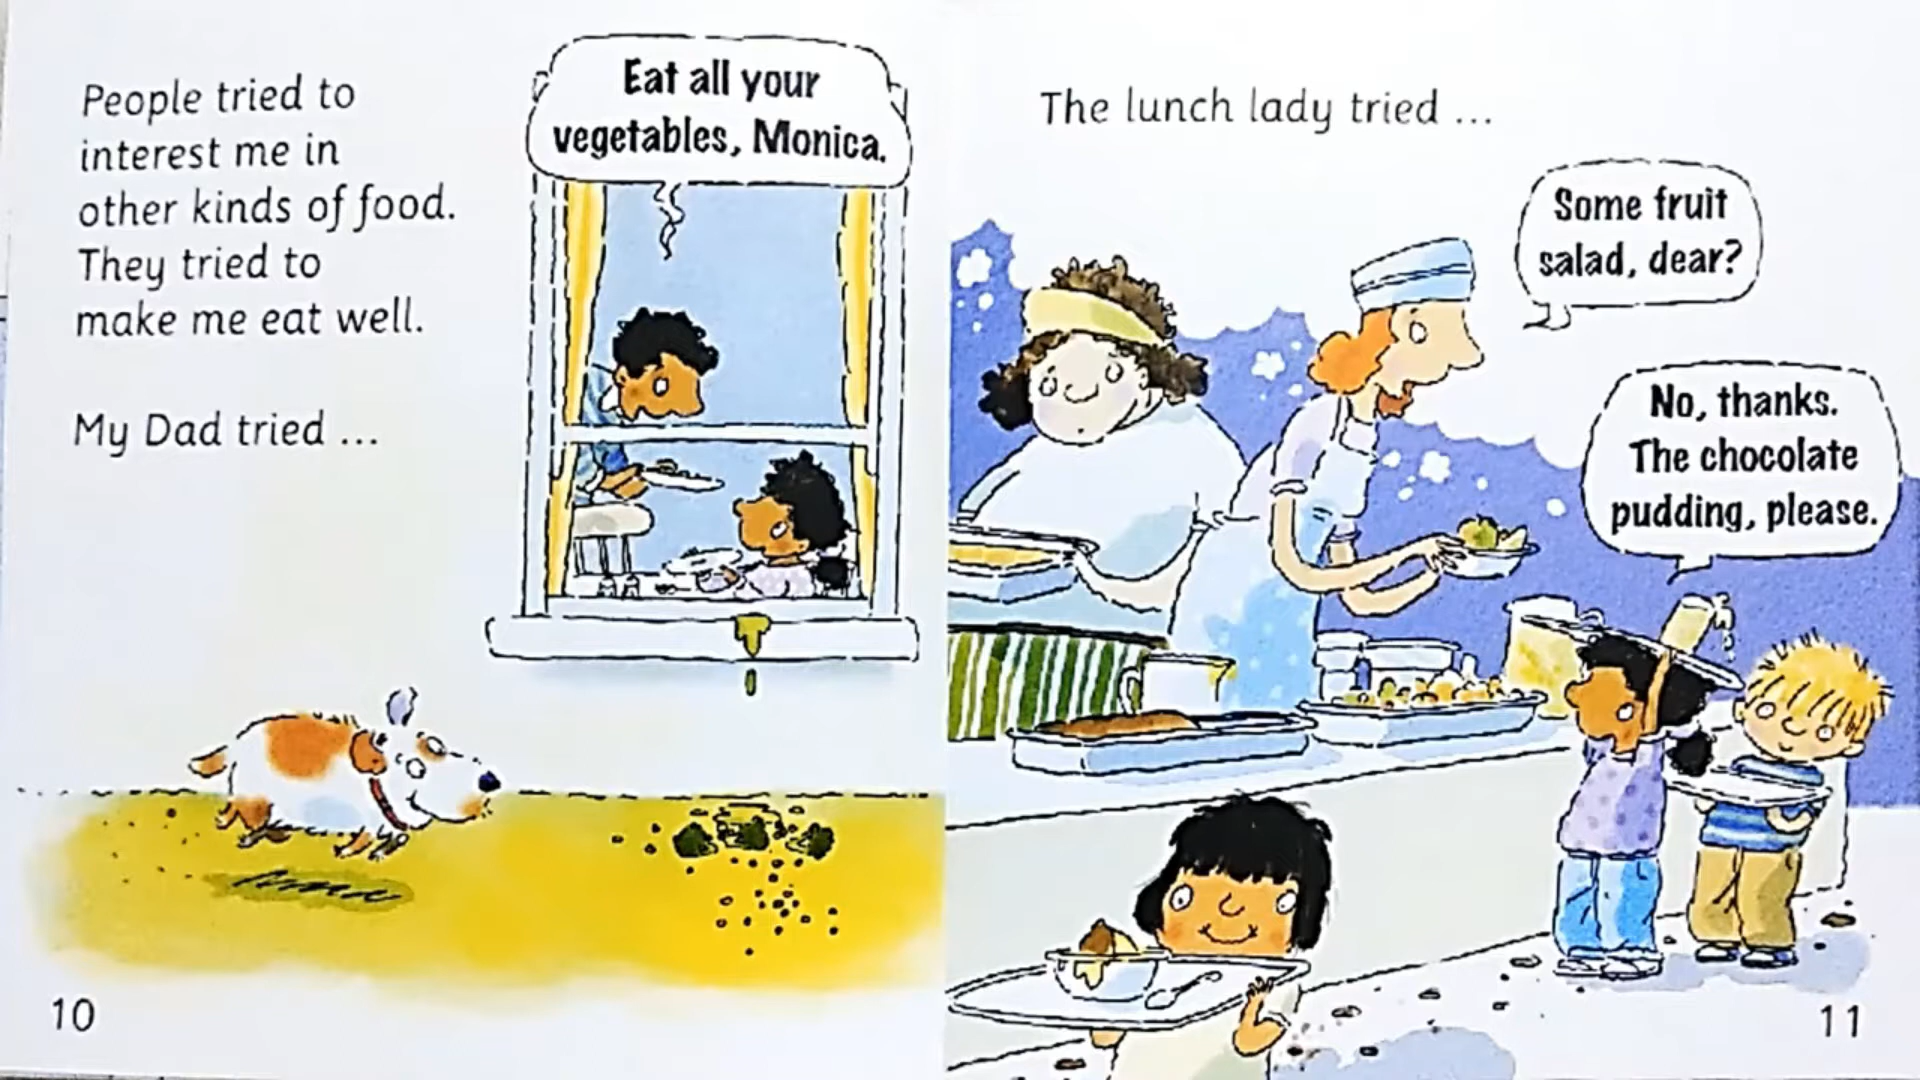 People tried to
interest me in
other kinds of food.
They tried to
make me eat well.
My Dad tried ...
Eat all your
vegetables, Monica.
10
The lunch lady tried ...
Some fruit
salad, dear?
No, thanks.
The chocolate
pudding, please.
11